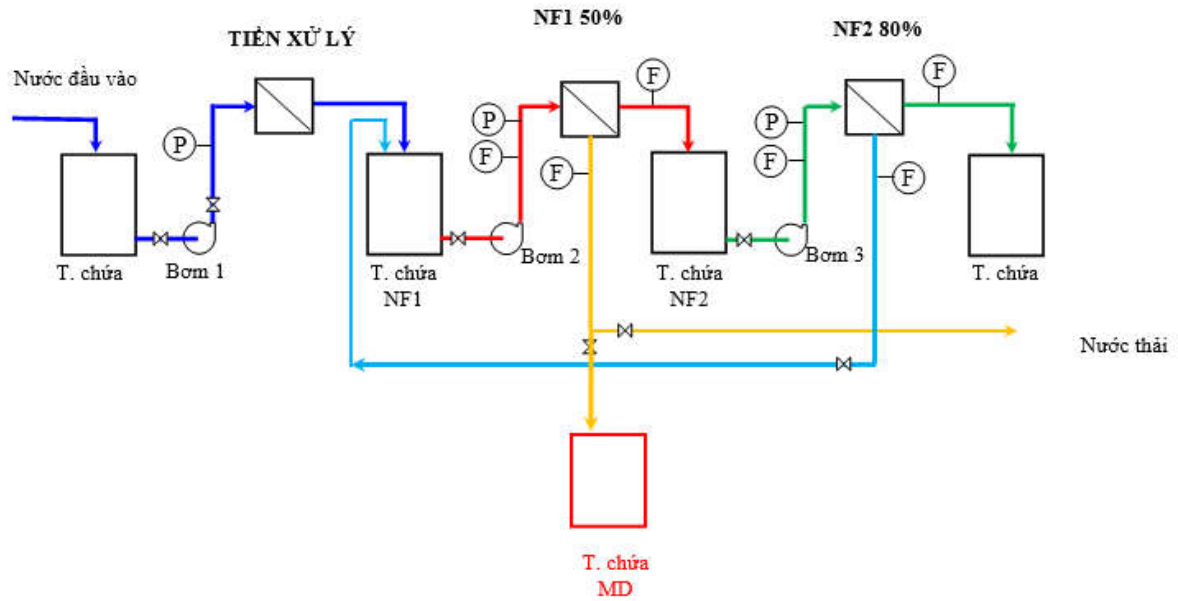 NF1 50%
NF2 80%
TIỀN XỬ LÝ
Nước đầu vào
F
F
P
P
P
F
F
F
F
Bơm 2
Bơm 3
T. chứa
Bơm 1
T. chứa
NF1
T. chứa
NF2
T. chứa
Nước thải
T. chứa
MD